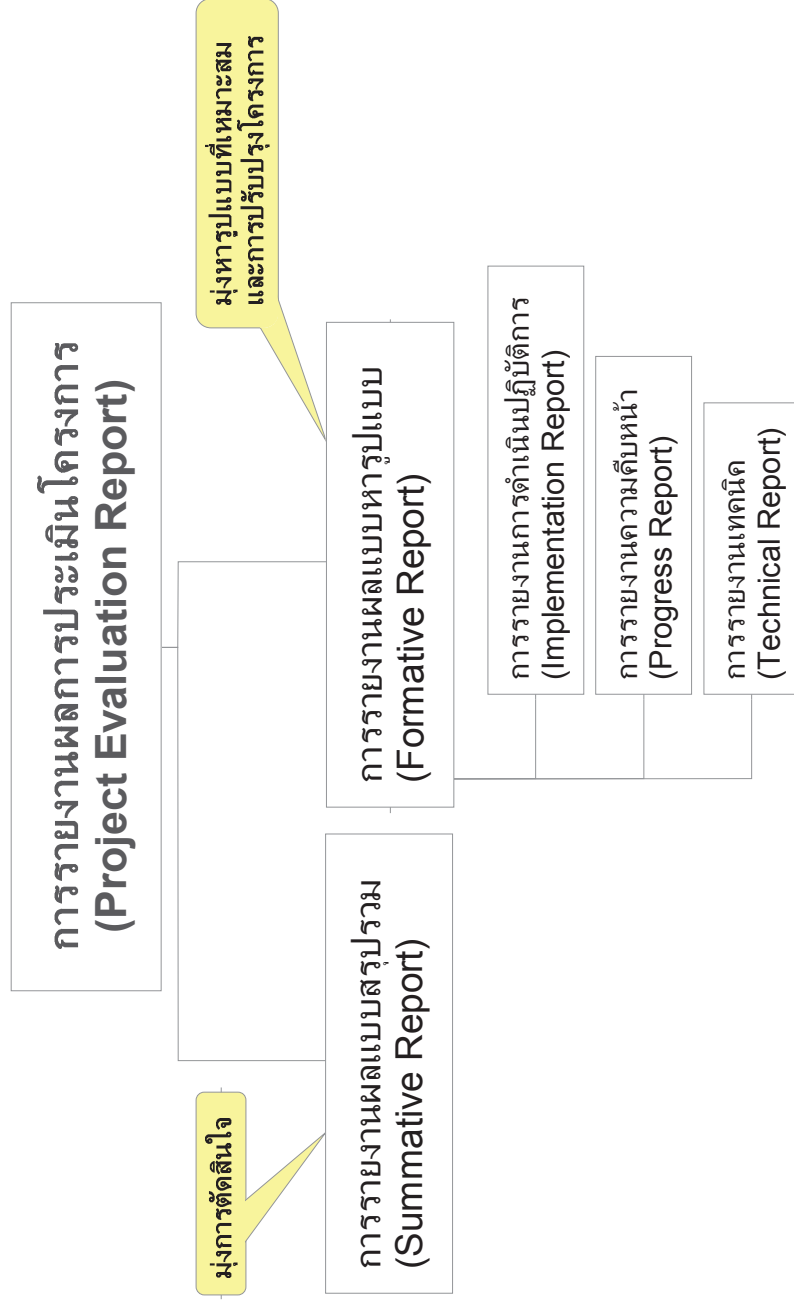 การรายงานผลการประเมินโครงการ
(Project Evaluation Report)
มุ่งการตัดสินใจ
การรายงานผลแบบสรุปรวม
(Summative Report)
มุ่งหารูปแบบที่เหมาะสม
และการปรับปรุงโครงการ
การรายงานผลแบบหารูปแบบ
(Formative Report)
การรายงานการดำเนินปฏิบัติการ
(Implementation Report)
การรายงานความคืบหน้า
(Progress Report)
การรายงานเทคนิค
(Technical Report)